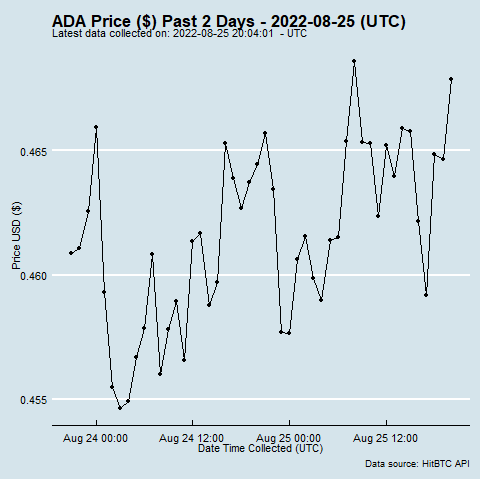 ADA Price ($) Past 2 Days - 2022-08-25 (UTC)
Latest data collected on: 2022-08-25 20:04:01 - UTC
0.465
0.460
0.455
Price USD ($)
Aug 24 00:00 Aug 24 12:00 Aug 25 00:00 Aug 25 12:00
Date Time Collected (UTC)
Data source: HitBTC API